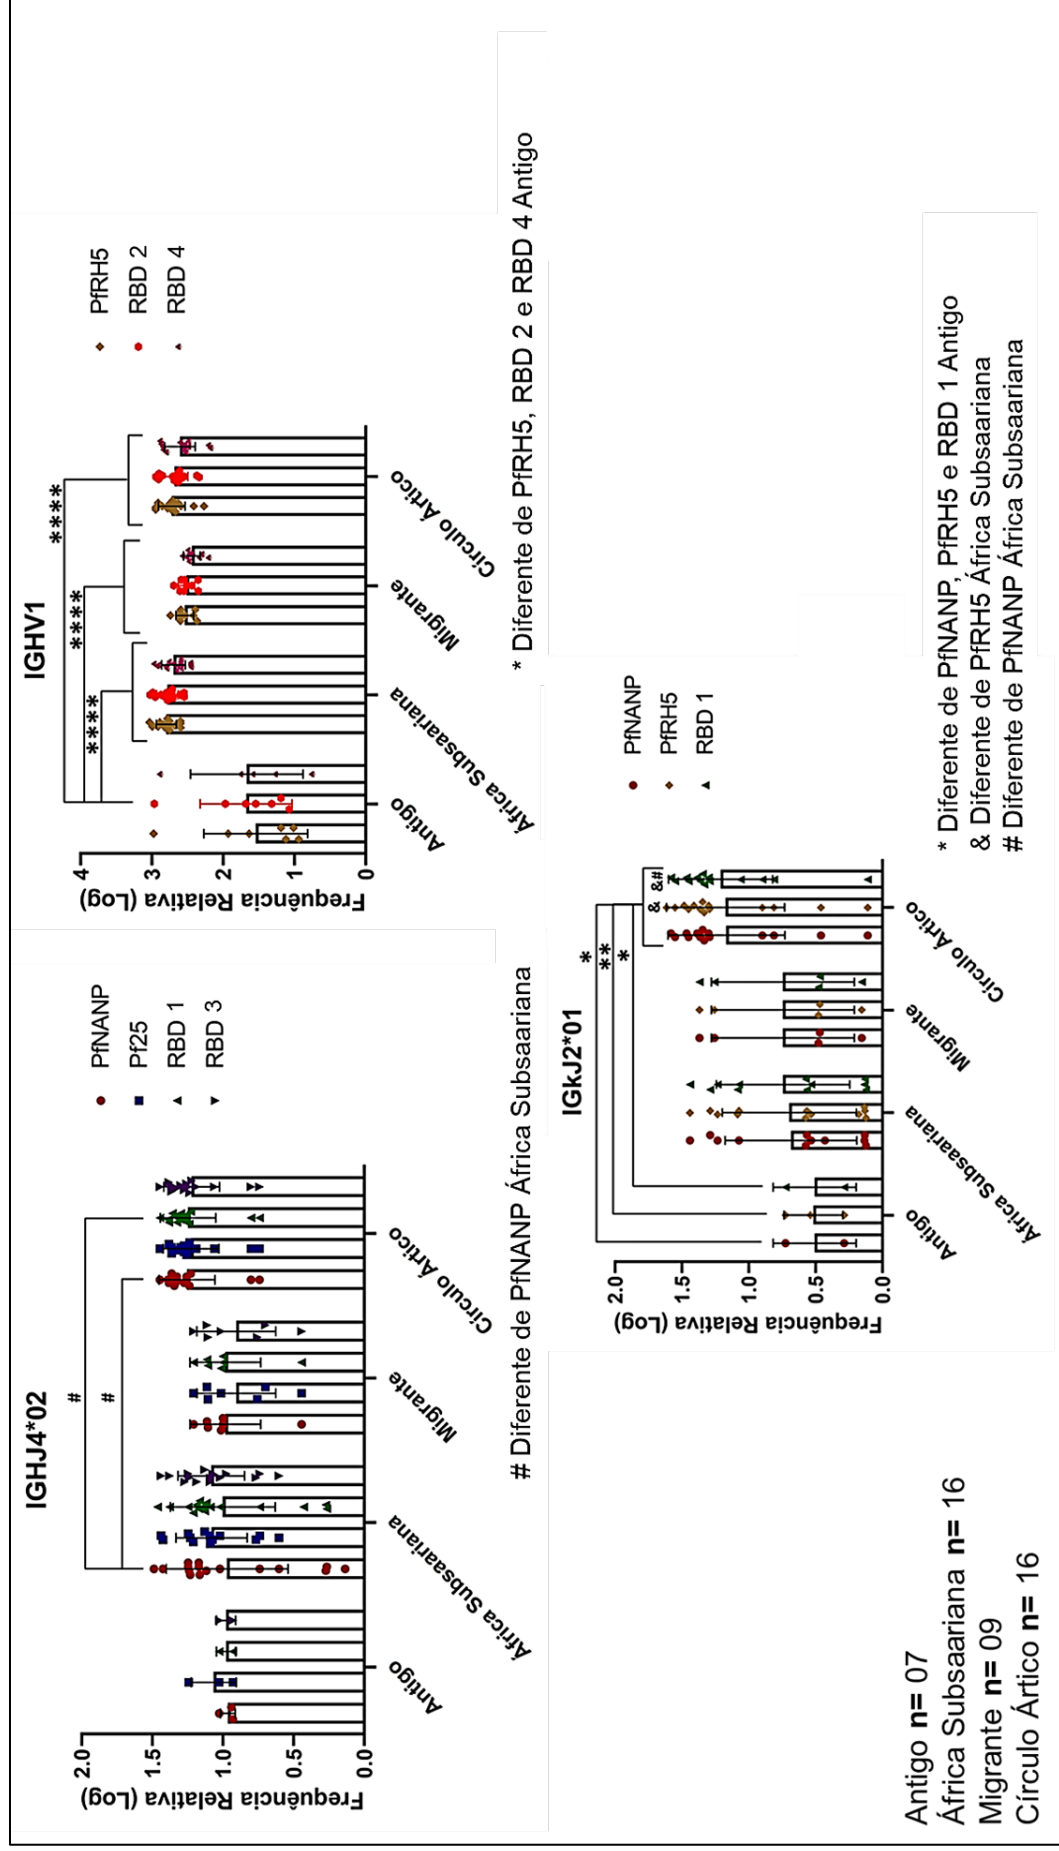 IGHJ4*02
Frequência Relativa (Log)
2.0
1.5
1.0
0.5
0.0
#
#
Antigo
África Subsaariana
Migrante
Círculo Ártico
PfNANP
Pf25
RBD 1
RBD 3
# Diferente de PfNANP África Subsaariana
IGHV1
Frequência Relativa (Log)
4
3
2
1
0
****
****
****
Antigo
África Subsaariana
Migrante
Círculo Ártico
PfRH5
RBD 2
RBD 4
* Diferente de PfRH5, RBD 2 e RBD 4 Antigo
IGkJ2*01
Frequência Relativa (Log)
2.0
1.5
1.0
0.5
0.0
*
**
*
& &#
Antigo
África Subsaariana
Migrante
Círculo Ártico
PfNANP
PfRH5
RBD 1
* Diferente de PfNANP, PfRH5 e RBD 1 Antigo
& Diferente de PfRH5 África Subsaariana
# Diferente de PfNANP África Subsaariana
Antigo n= 07
África Subsaariana n= 16
Migrante n= 09
Círculo Ártico n= 16